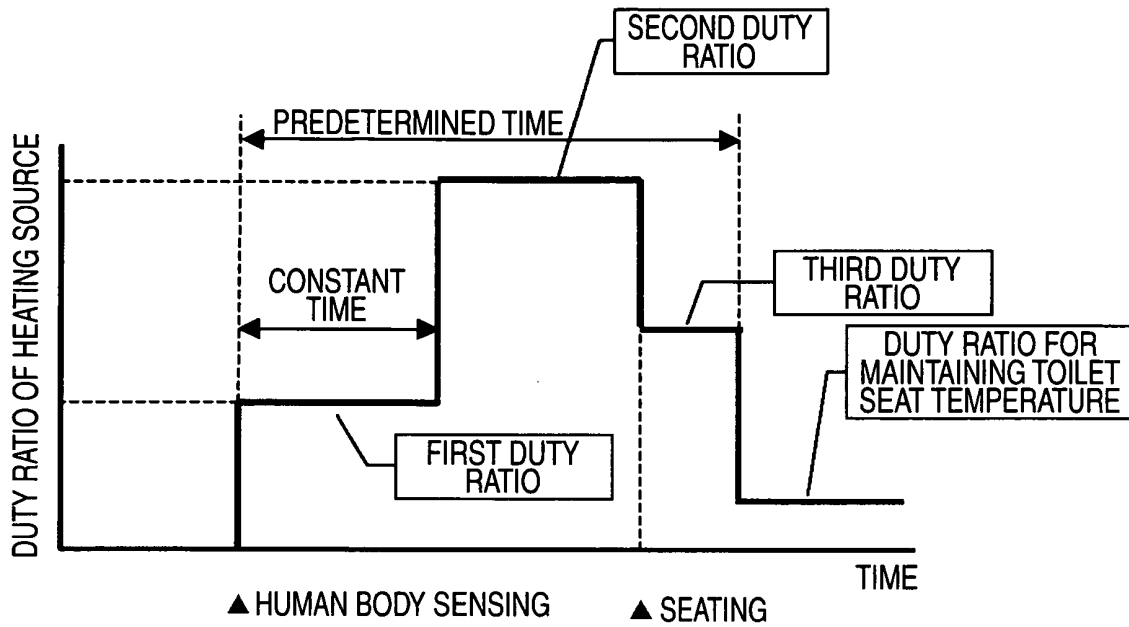 SECOND DUTY
RATIO
PREDETERMINED TIME
DUTY RATIO OF HEATING SOURCE
CONSTANT
TIME
THIRD DUTY
RATIO
DUTY RATIO FOR
MAINTAINING TOILET
SEAT TEMPERATURE
FIRST DUTY
RATIO
TIME
▲ HUMAN BODY SENSING
▲ SEATING